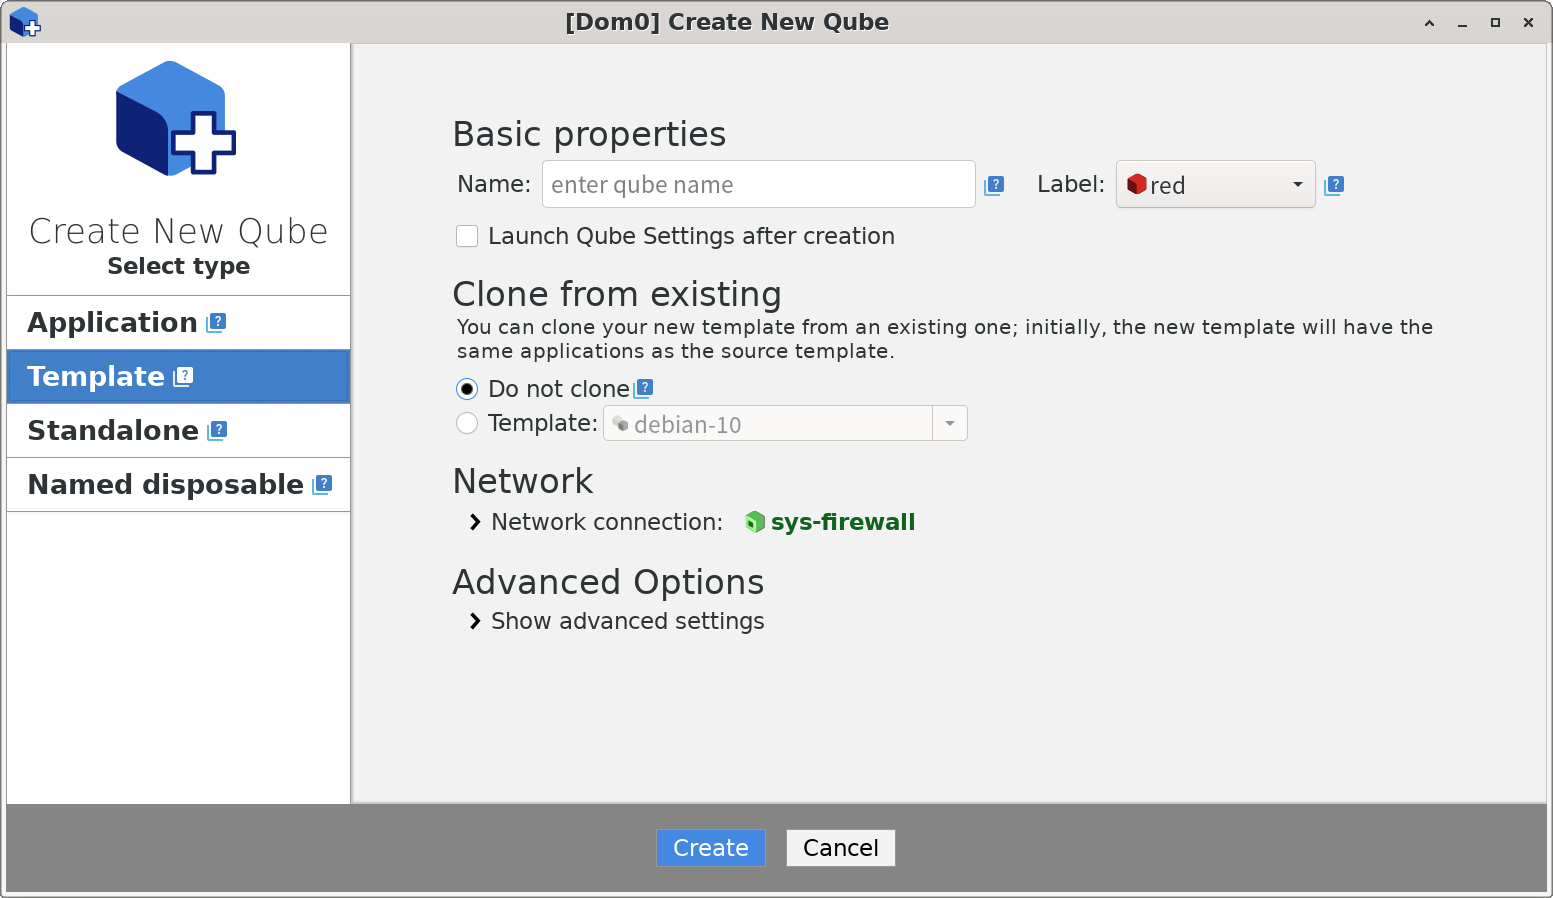 [Dom0] Create New Qube
Create New Qube
Select type
Application ?
Template ?
Standalone ?
Named disposable ?
Basic properties
Name: enter qube name ? Label: red ?
Launch Qube Settings after creation
Clone from existing
You can clone your new template from an existing one; initially, the new template will have the
same applications as the source template.
Do not clone ?
Template: debian-10
Network
Network connection: sys-firewall
Advanced Options
Show advanced settings
Create Cancel